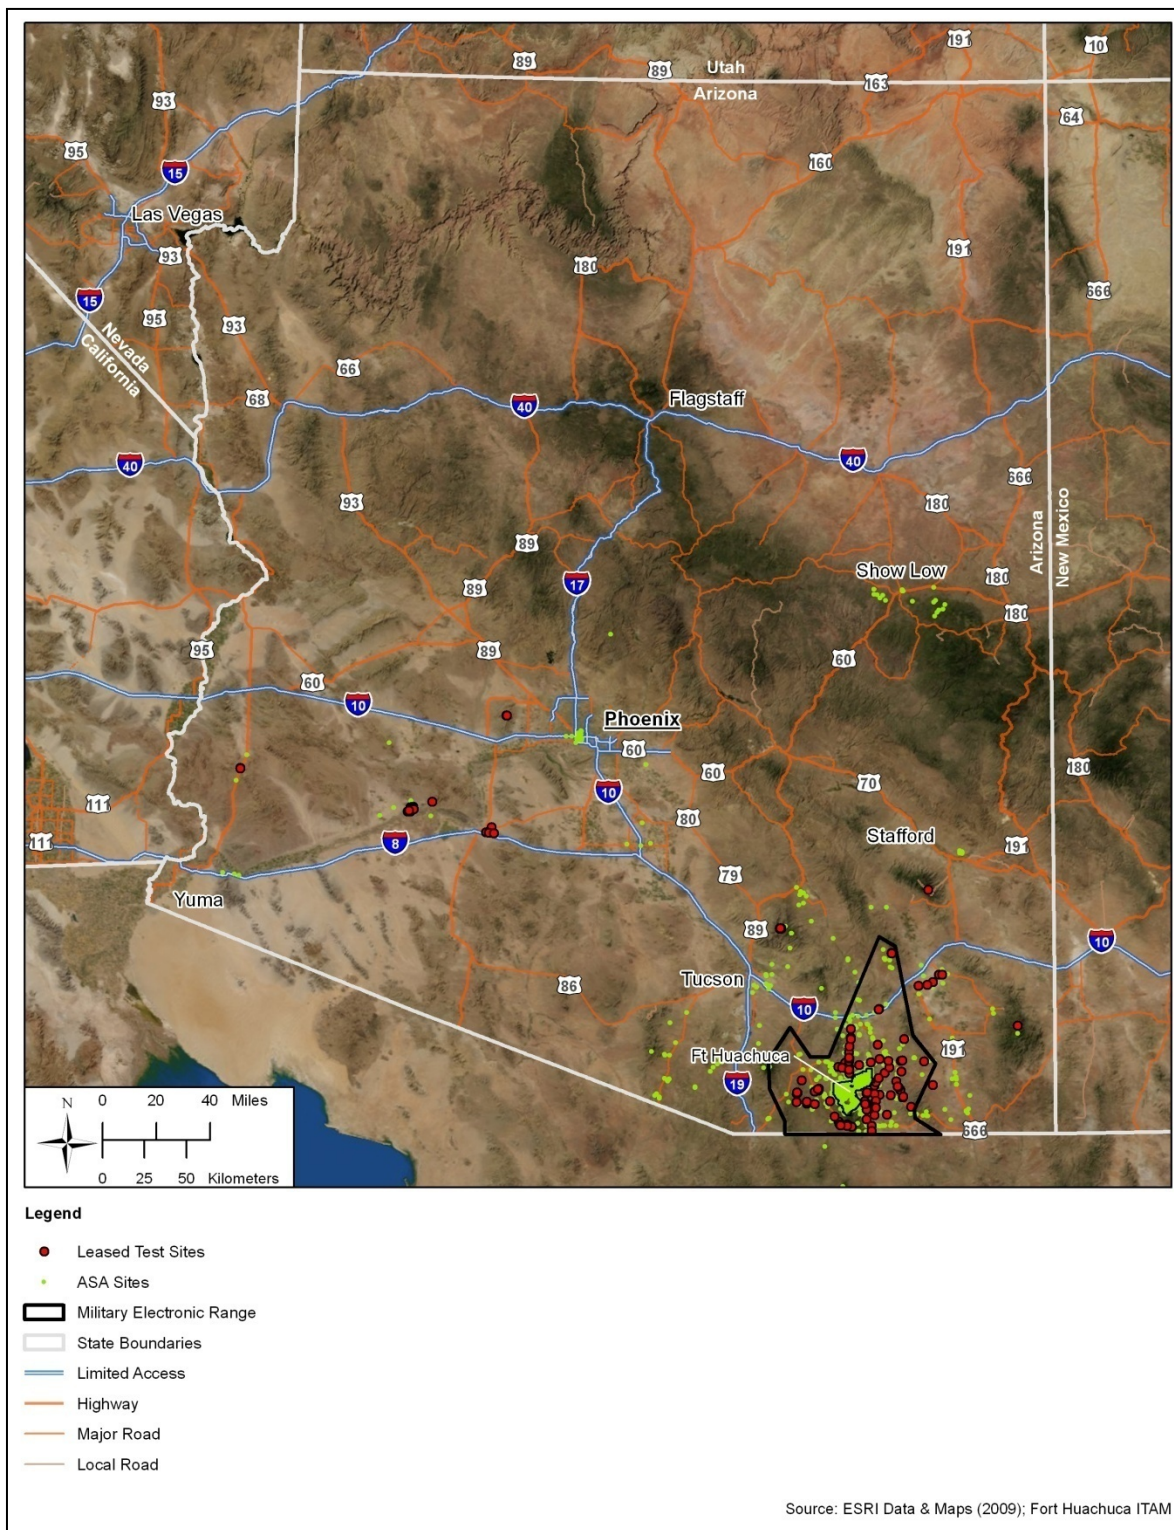 89
89
Utah
191
10
93
163
Arizona
64
95
160
15
Las Vegas
93
191
180
15
666
95
93
Nevada
California
66
68
40
Flagstaff
40
40
666
93
180
Arizona
New Mexico
89
Show Low
17
180
89
180
95
89
60
60
10
Phoenix
60
60
180
111
10
70
80
111
8
Stafford
191
79
Yuma
89
10
Tucson
86
10
191
Ft Huachuca
19
666
N
0 20 40 Miles
0 25 50 Kilometers
Legend
Leased Test Sites
ASA Sites
Military Electronic Range
State Boundaries
Limited Access
Highway
Major Road
Local Road
Source: ESRI Data & Maps (2009); Fort Huachuca ITAM